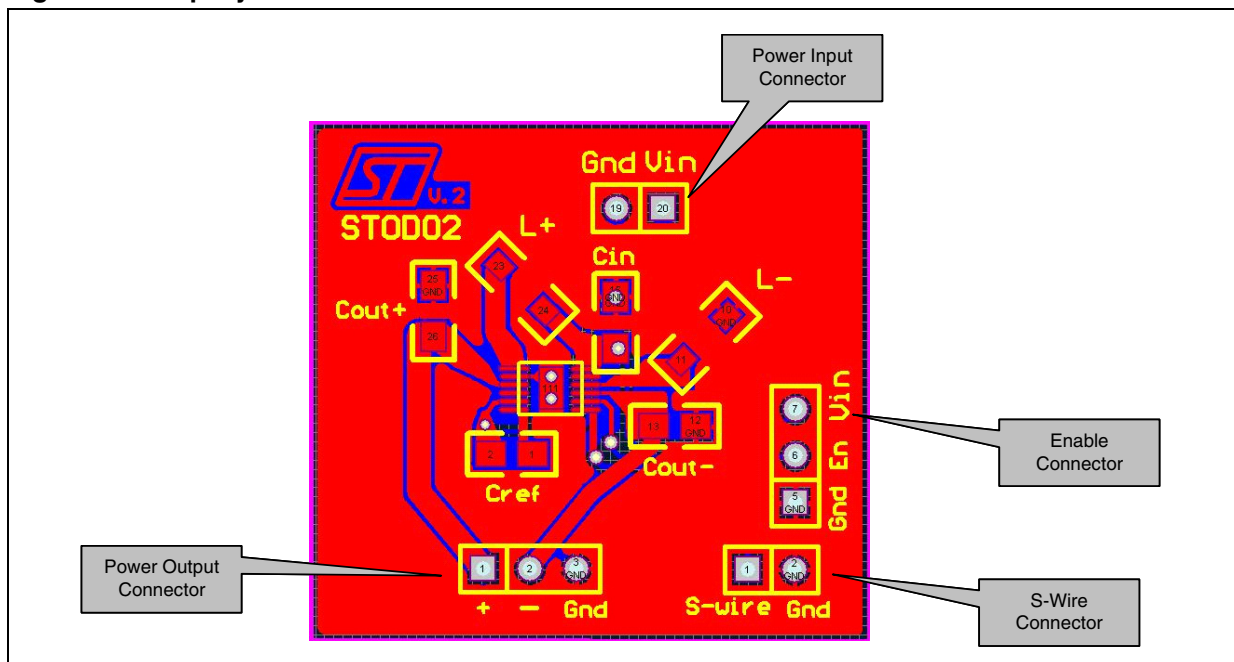 Power Input
Connector
Gnd Vin
19 20
ST
V.2
STOD02
L+
23
Cin
GND
L-
25
GND
Cout+
24
10
GND
26
11
7
Vin
13
12
GND
Enable
Connector
6
En
2 1
Cout-
Cref
5
GND
Gnd
Power Output
Connector
1 2 3
GND
1 2
GND
+ - Gnd
S-wire Gnd
S-Wire
Connector